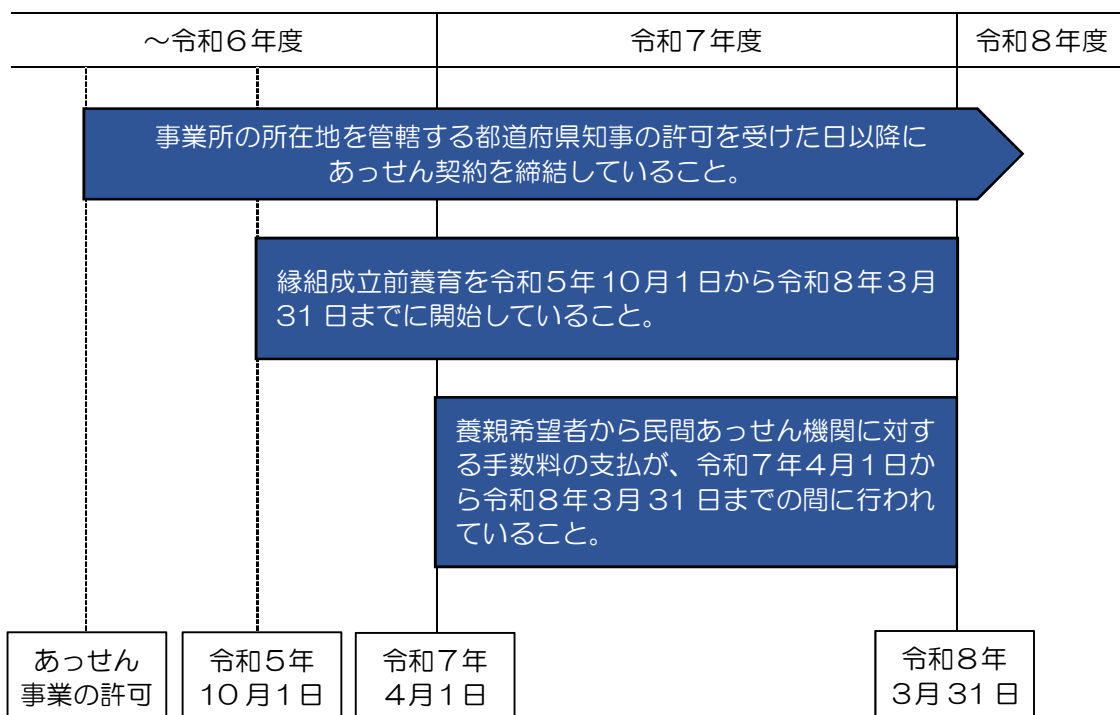 ～令和６年度
令和７年度
令和８年度
事業所の所在地を管轄する都道府県知事の許可を受けた日以降に
あっせん契約を締結していること。
縁組成立前養育を令和５年10月１日から令和８年３月
31日までに開始していること。
養親希望者から民間あっせん機関に対す
る手数料の支払が、令和７年４月１日か
ら令和８年３月31日までの間に行われ
ていること。
あっせん
事業の許可
令和５年
10月１日
令和７年
４月１日
令和８年
３月31日